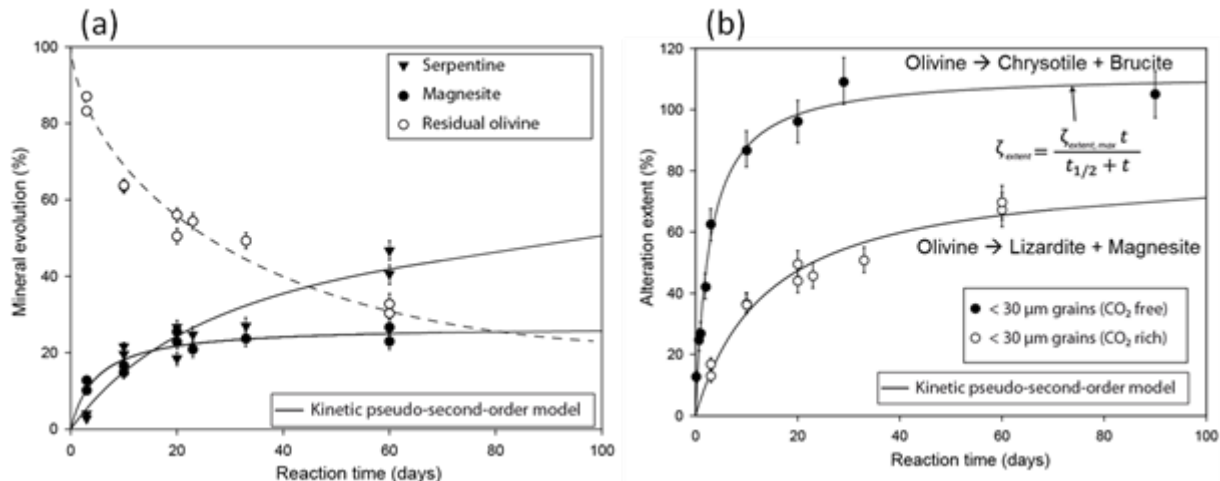 (a)
100
80
60
40
20
0
Mineral evolution (%)
Serpentine
Magnesite
Residual olivine
Kinetic pseudo-second-order model
0 20 40 60 80 100
Reaction time (days)
(b)
120
100
80
60
40
20
0
Alteration extent (%)
Olivine → Chrysotile + Brucite
ζextent = ζextent,max t
t1/2 + t
Olivine → Lizardite + Magnesite
< 30 µm grains (CO2 free)
< 30 µm grains (CO2 rich)
Kinetic pseudo-second-order model
0 20 40 60 80 100
Reaction time (days)